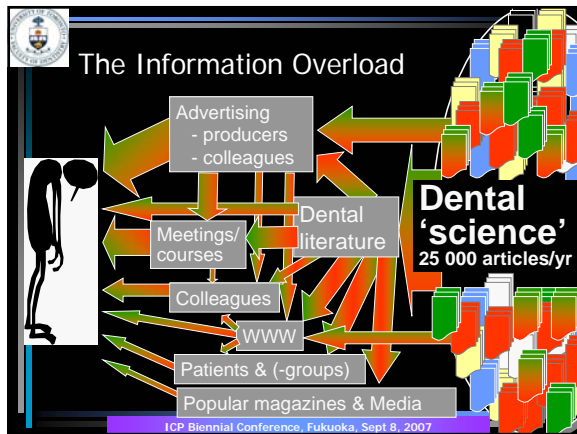 The Information Overload
Advertising
- producers
- colleagues
Dental
literature
Meetings/
courses
Colleagues
WWW
Patients & (-groups)
Popular magazines & Media
Dental
‘science’
25 000 articles/yr
ICP Biennial Conference, Fukuoka, Sept 8, 2007